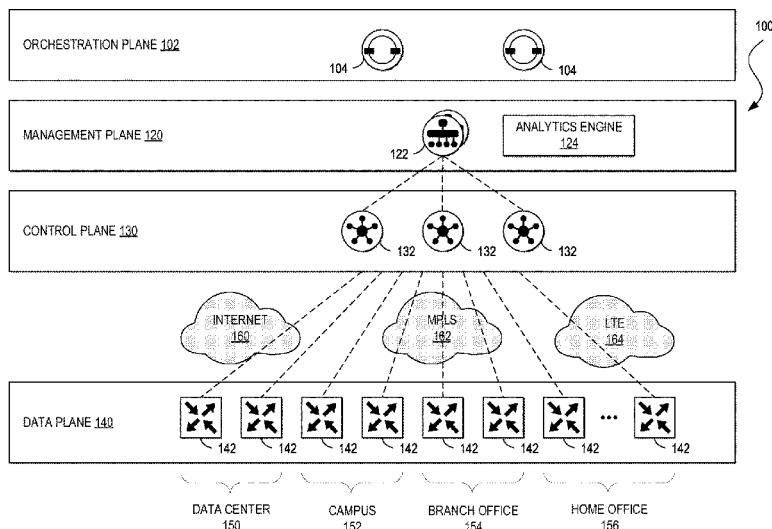 100
ORCHESTRATION PLANE 102
104
104
MANAGEMENT PLANE 120
122
ANALYTICS ENGINE
124
CONTROL PLANE 130
132
132
132
INTERNET
160
MPLS
162
LTE
164
DATA PLANE 140
...
142
142
142
142
142
142
142
142
DATA CENTER
150
CAMPUS
152
BRANCH OFFICE
154
HOME OFFICE
156